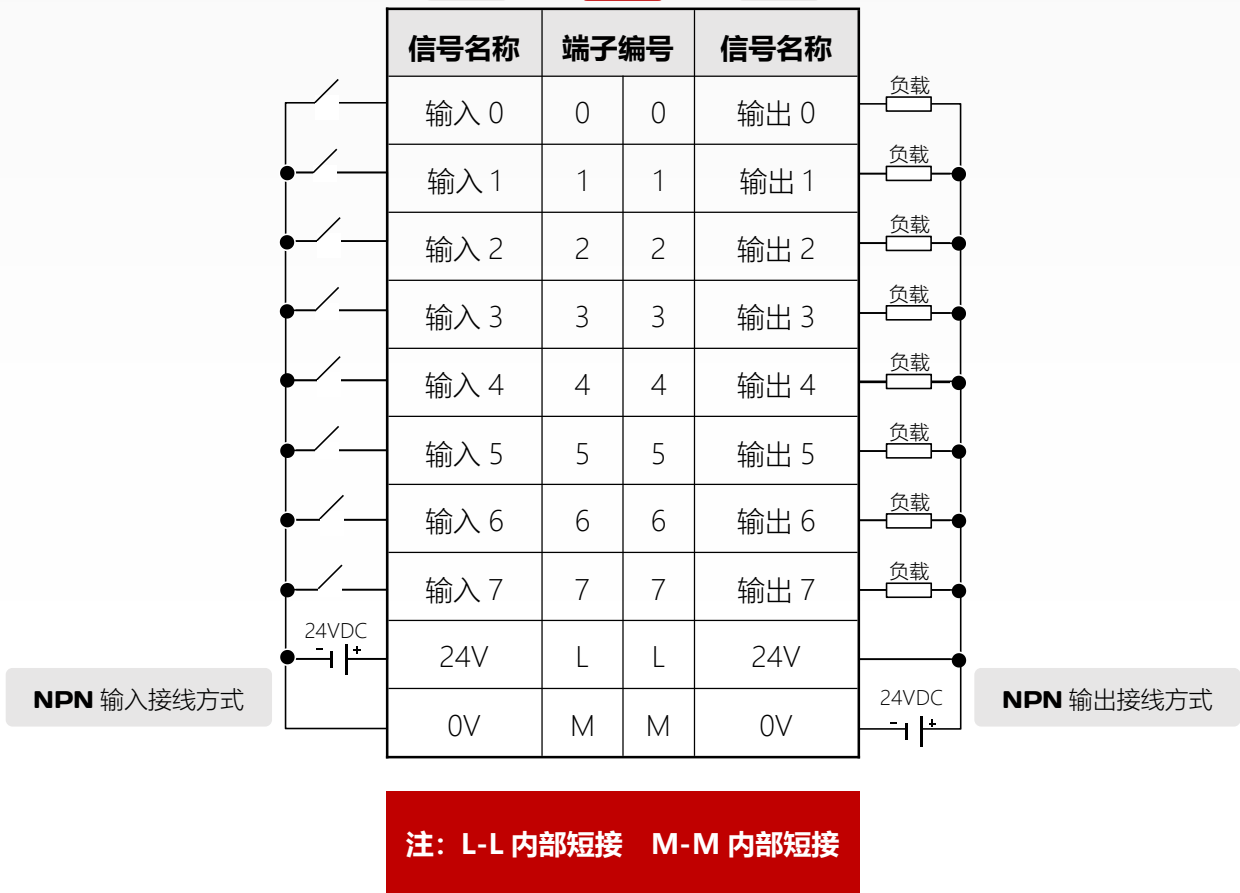 信号名称 端子编号 信号名称
输入 0 0 0 输出 0 负载
输入 1 1 1 输出 1 负载
输入 2 2 2 输出 2 负载
输入 3 3 3 输出 3 负载
输入 4 4 4 输出 4 负载
输入 5 5 5 输出 5 负载
输入 6 6 6 输出 6 负载
输入 7 7 7 输出 7 负载
24VDC
- + 24V L L 24V
NPN 输入接线方式
0V M M 0V
24VDC
- +
NPN 输出接线方式
注：L-L 内部短接 M-M 内部短接